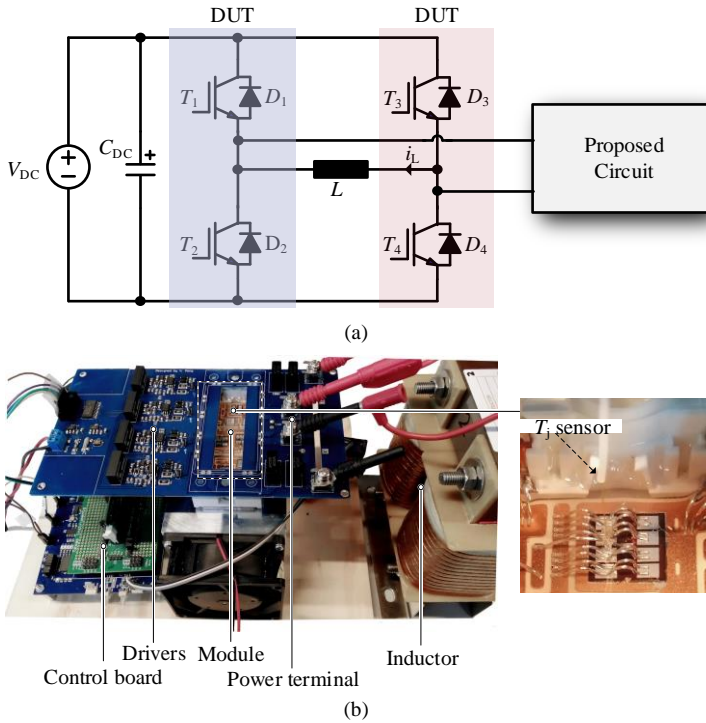 DUT DUT
T1 D1 T3 D3
VDC CDC + Proposed
Circuit
iL
L
T2 D2 T4 D4
(a)
Tj sensor
Drivers Module Inductor
Control board Power terminal
(b)